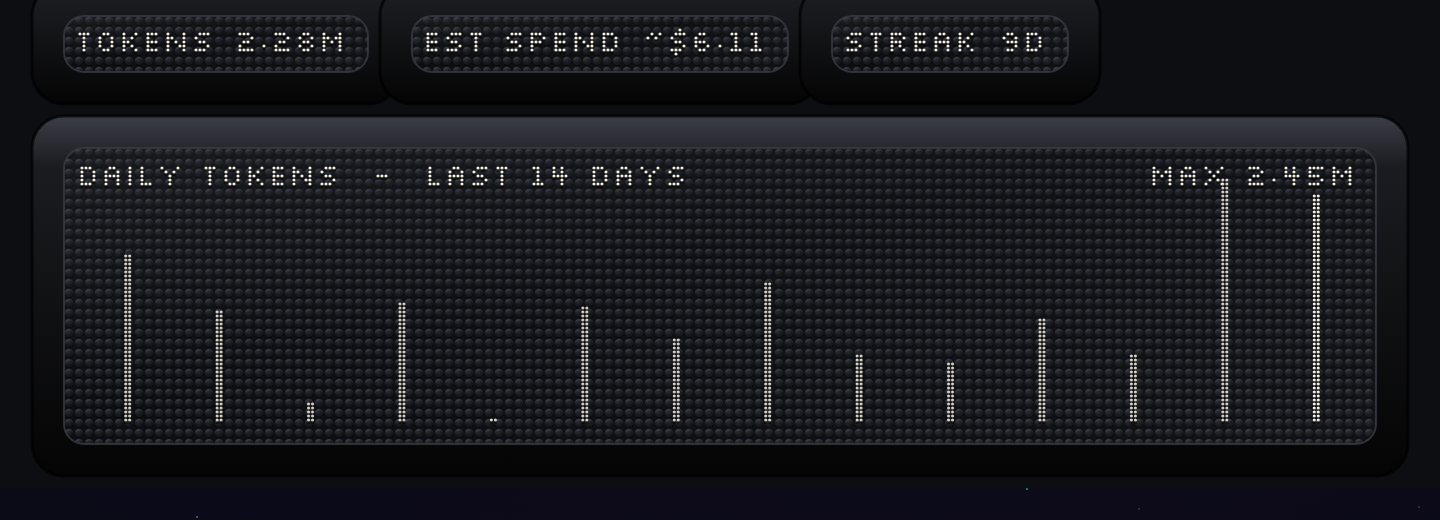 TOKENS 2.28M
EST SPEND ~$6.11
STREAK 9D
DAILY TOKENS - LAST 14 DAYS
MAX 2.45M